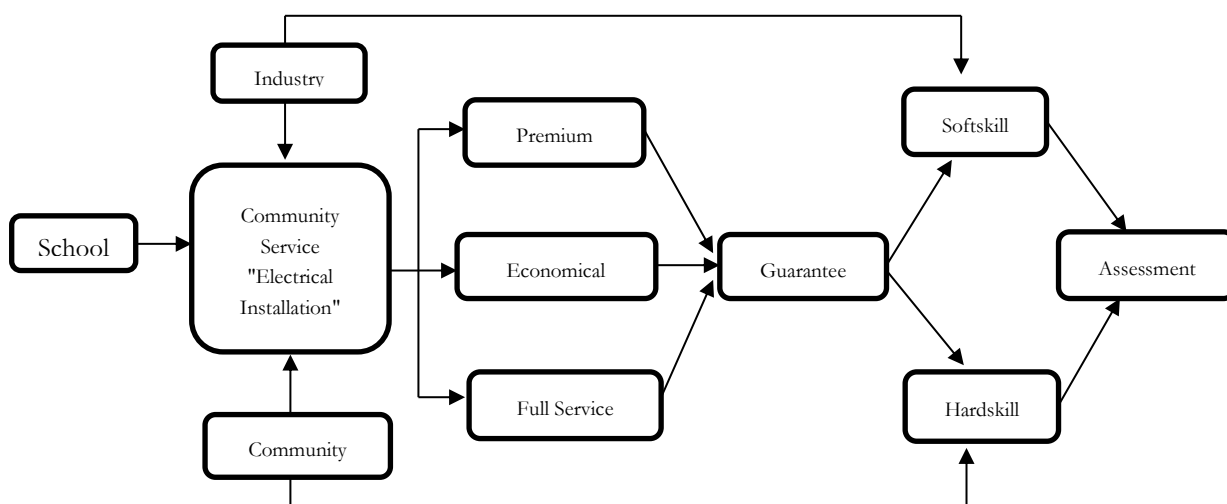 Industry
Softskill
Premium
Community
Service
"Electrical
Installation"
School
Economical
Guarantee
Assessment
Full Service
Hardskill
Community